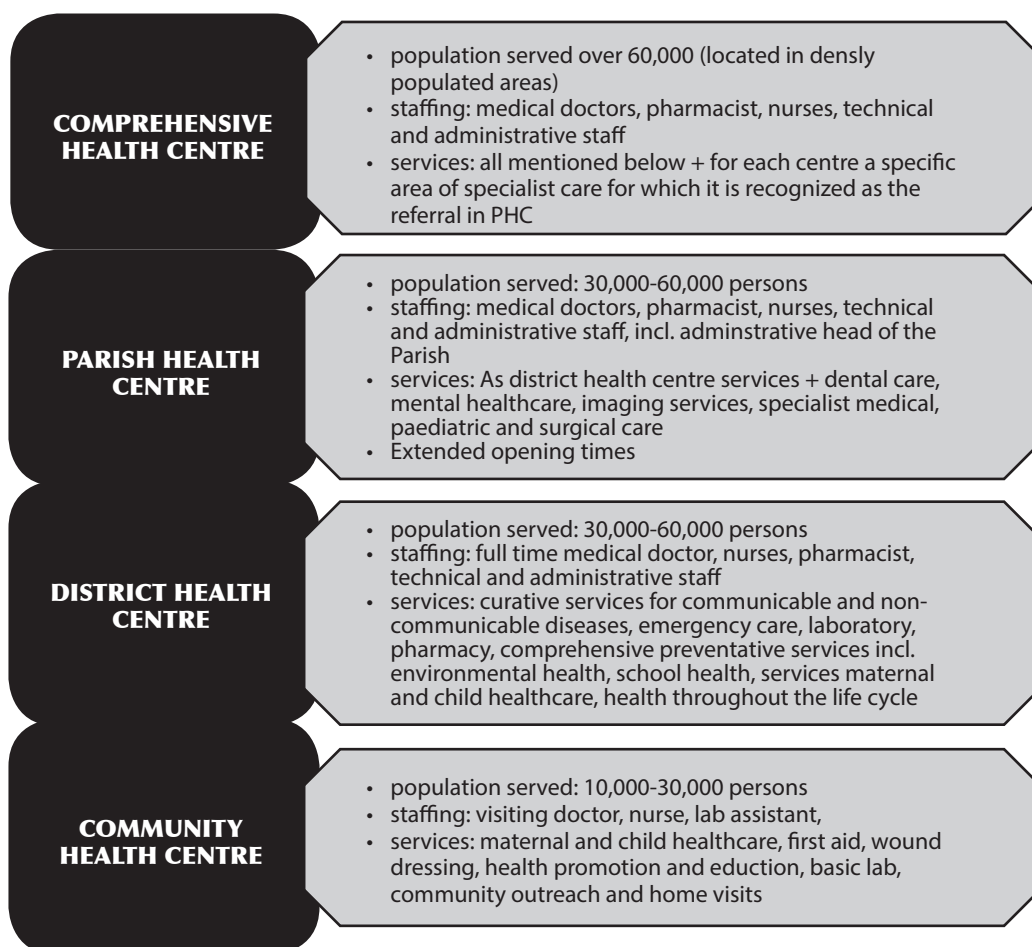 COMPREHENSIVE
HEALTH CENTRE
• population served over 60,000 (located in densly
populated areas)
• staffing: medical doctors, pharmacist, nurses, technical
and administrative staff
• services: all mentioned below + for each centre a specific
area of specialist care for which it is recognized as the
referral in PHC
PARISH HEALTH
CENTRE
• population served: 30,000-60,000 persons
• staffing: medical doctors, pharmacist, nurses, technical
and administrative staff, incl. adminstrative head of the
Parish
• services: As district health centre services + dental care,
mental healthcare, imaging services, specialist medical,
paediatric and surgical care
• Extended opening times
DISTRICT HEALTH
CENTRE
• population served: 30,000-60,000 persons
• staffing: full time medical doctor, nurses, pharmacist,
technical and administrative staff
• services: curative services for communicable and non-
communicable diseases, emergency care, laboratory,
pharmacy, comprehensive preventative services incl.
environmental health, school health, services maternal
and child healthcare, health throughout the life cycle
COMMUNITY
HEALTH CENTRE
• population served: 10,000-30,000 persons
• staffing: visiting doctor, nurse, lab assistant,
• services: maternal and child healthcare, first aid, wound
dressing, health promotion and eduction, basic lab,
community outreach and home visits